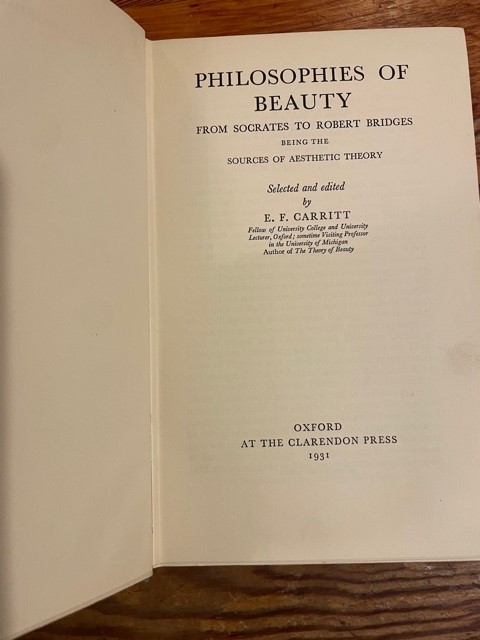 PHILOSOPHIES OF
BEAUTY
FROM SOCRATES TO ROBERT BRIDGES
BEING THE
SOURCES OF AESTHETIC THEORY
Selected and edited
by
E. F. CARRITT
Fellow of University College and University
Lecturer, Oxford; sometime Visiting Professor
in the University of Michigan
Author of The Theory of Beauty
OXFORD
AT THE CLARENDON PRESS
1931